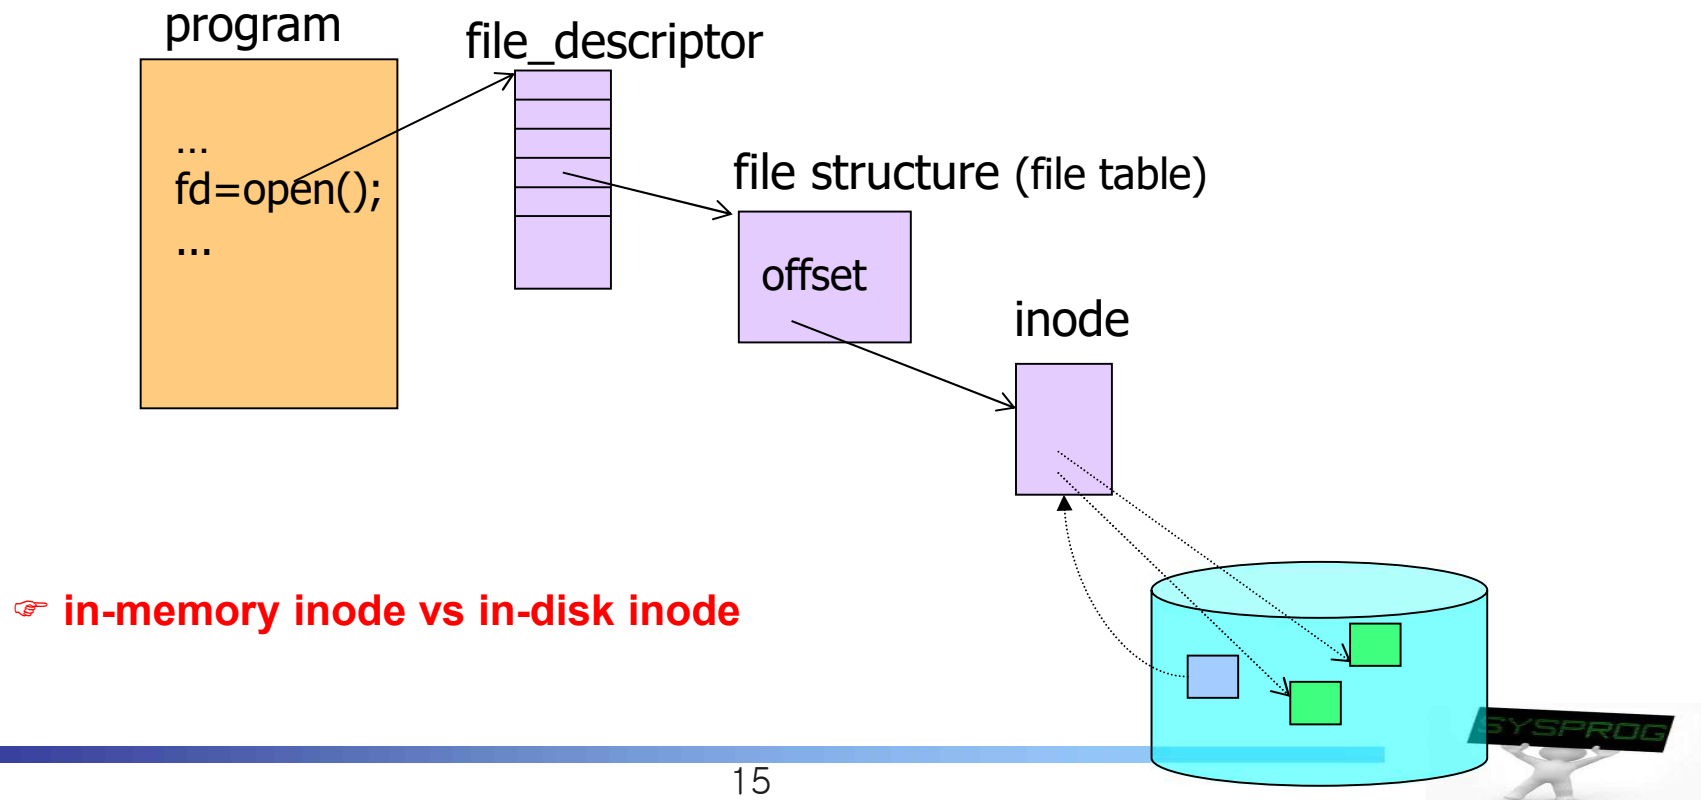 program
file_descriptor
...
fd=open();
...
file structure (file table)
offset
inode
☞ in-memory inode vs in-disk inode
SYSPROG
15